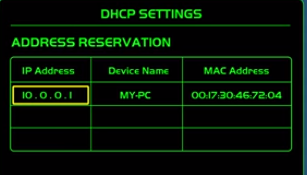 DHCP SETTINGS
ADDRESS RESERVATION
IP Address Device Name MAC Address
10.0.0.1 MY-PC 00:17:30:46:72:04